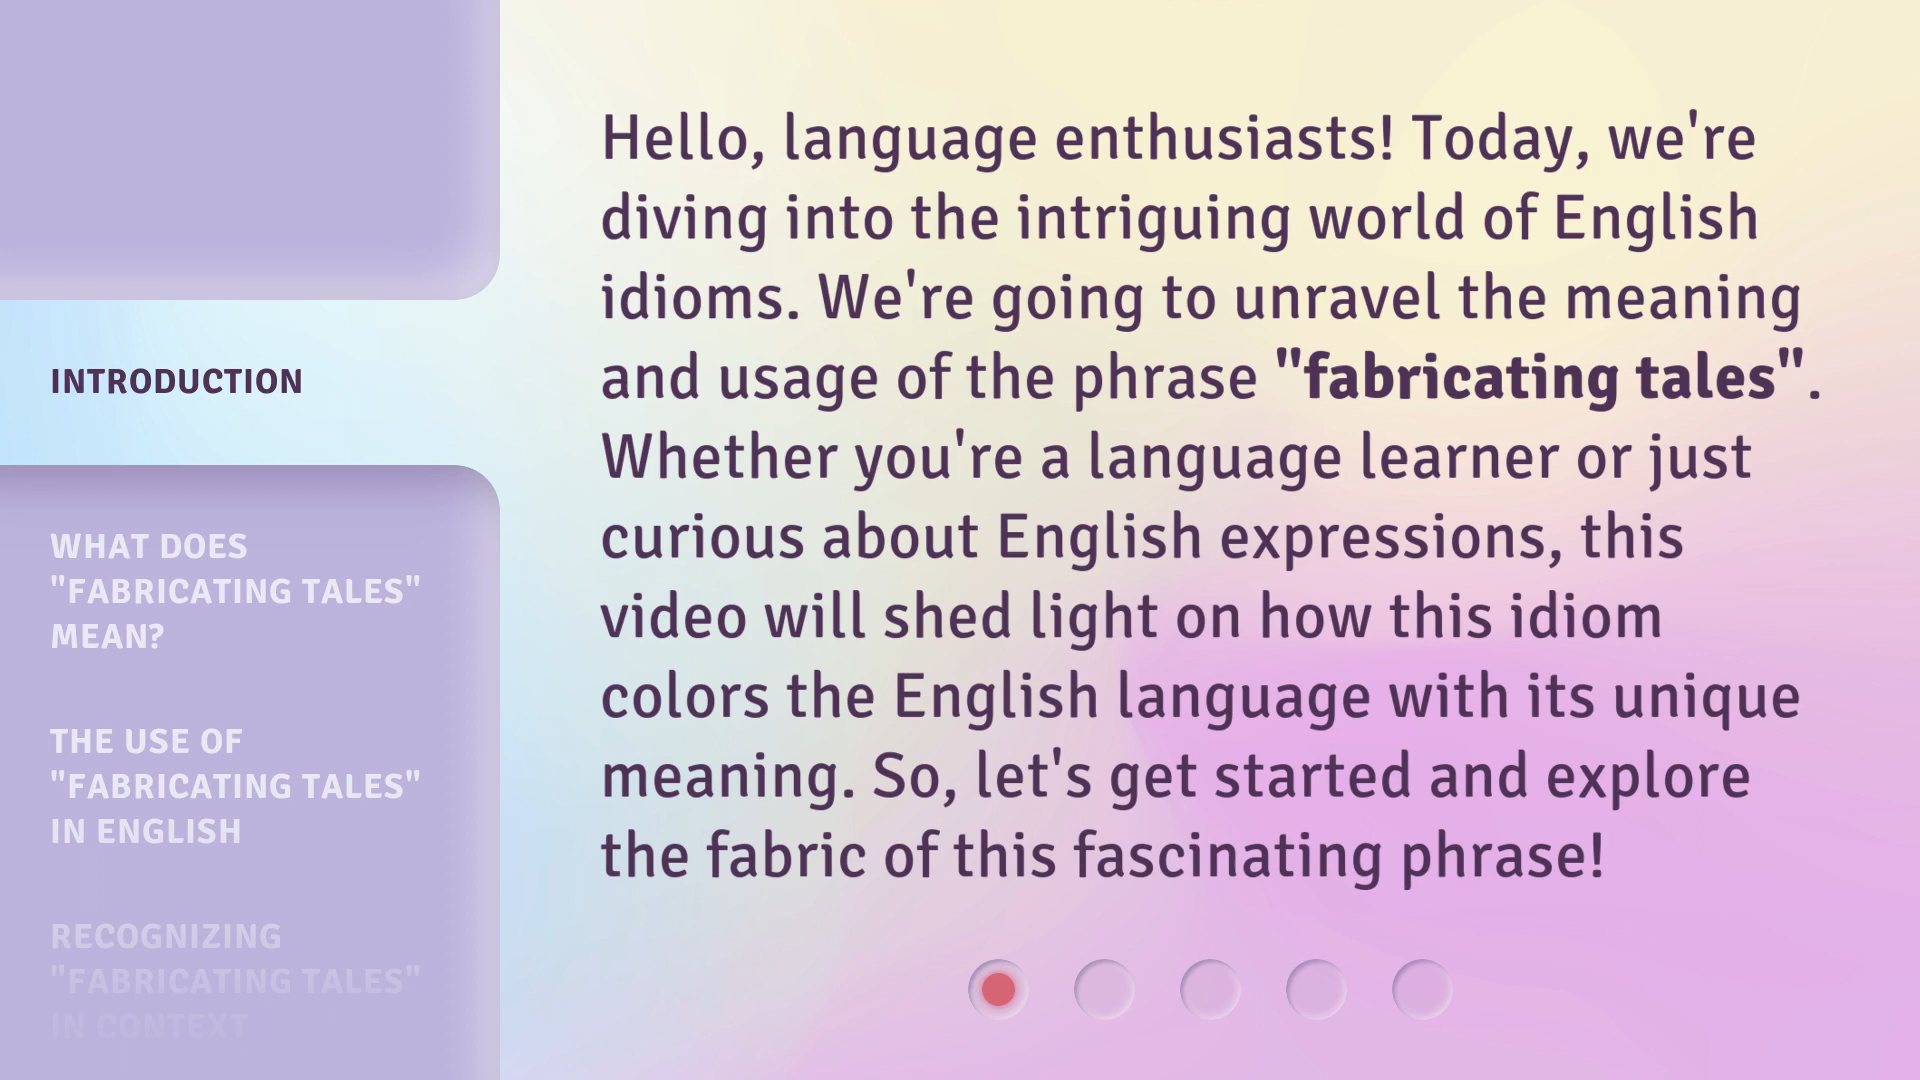 INTRODUCTION
WHAT DOES
"FABRICATING TALES"
MEAN?
THE USE OF
"FABRICATING TALES"
IN ENGLISH
RECOGNIZING
"FABRICATING TALES"
IN CONTEXT
Hello, language enthusiasts! Today, we're
diving into the intriguing world of English
idioms. We're going to unravel the meaning
and usage of the phrase "fabricating tales".
Whether you're a language learner or just
curious about English expressions, this
video will shed light on how this idiom
colors the English language with its unique
meaning. So, let's get started and explore
the fabric of this fascinating phrase!